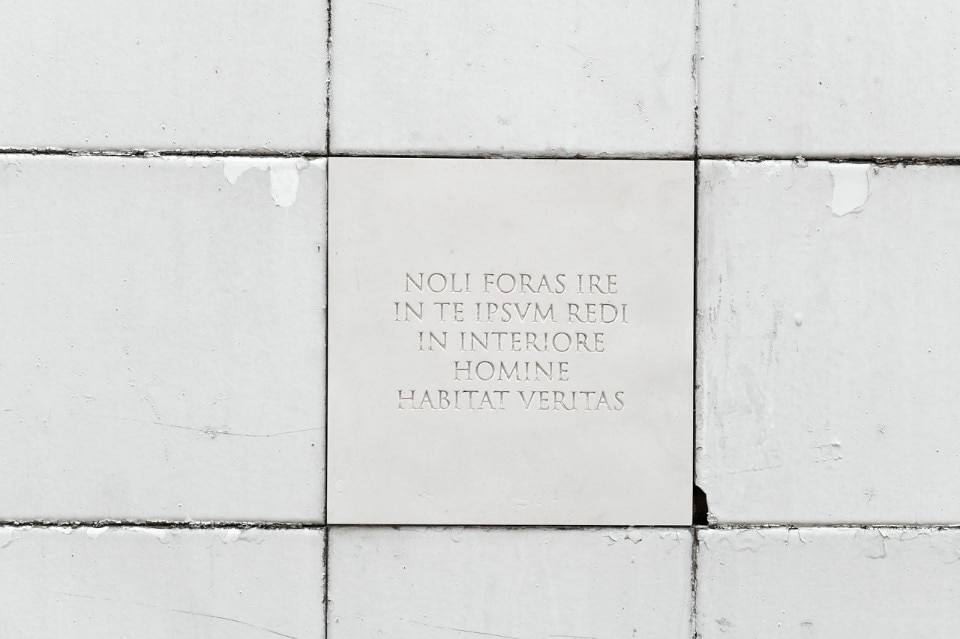 NOLI FORAS IRE
IN TE IPSVM REDI
IN INTERIORE
HOMINE
HABITAT VERITAS